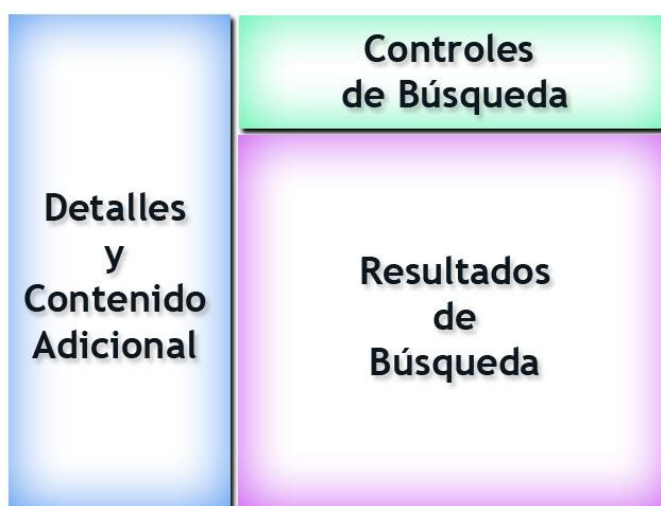 Detalles
y
Contenido
Adicional
Controles
de Búsqueda
Resultados
de
Búsqueda